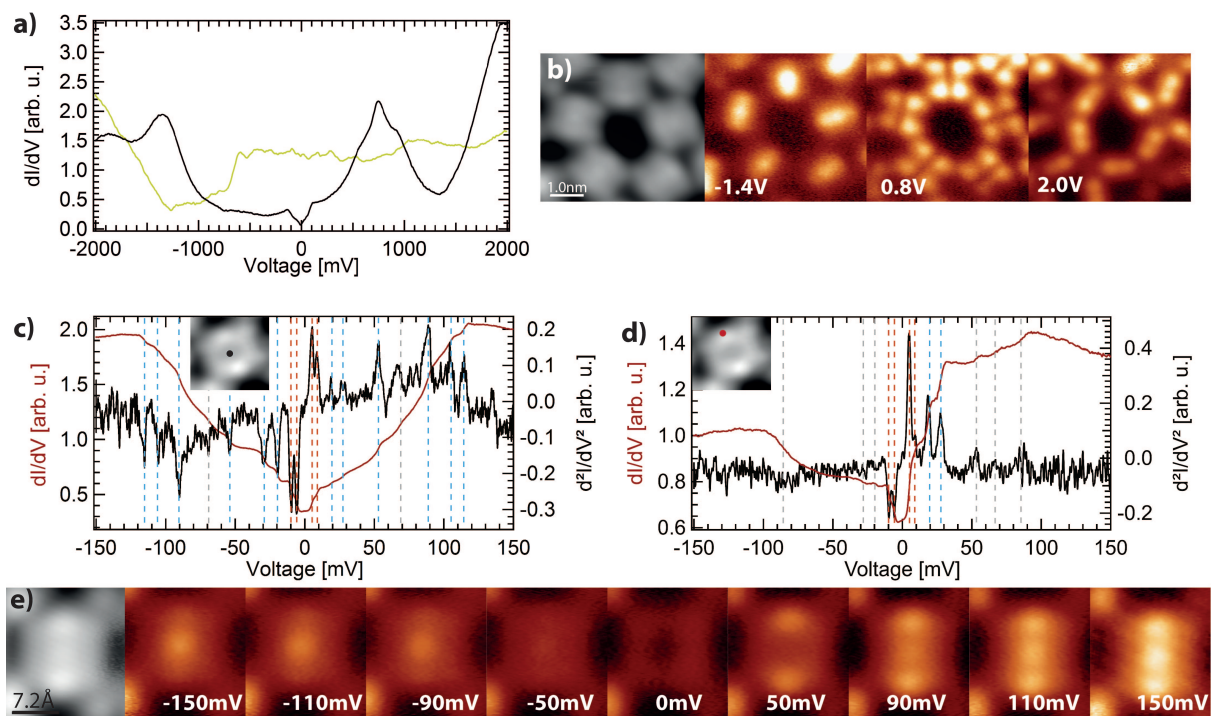 a)
dI/dV [arb. u.]
3.5
3.0
2.5
2.0
1.5
1.0
0.5
0.0
-2000
-1000
0
1000
2000
Voltage [mV]
b)
1.0nm
-1.4V
0.8V
2.0V
c)
dI/dV [arb. u.]
2.0
1.5
1.0
0.5
0.2
0.1
0.0
-0.1
-0.2
-0.3
d²I/dV² [arb. u.]
-150
-100
-50
0
50
100
150
Voltage [mV]
d)
dI/dV [arb. u.]
1.4
1.2
1.0
0.8
0.6
0.4
0.2
0.0
-0.2
d²I/dV² [arb. u.]
-150
-100
-50
0
50
100
150
Voltage [mV]
e)
7.2Å
-150mV
-110mV
-90mV
-50mV
0mV
50mV
90mV
110mV
150mV